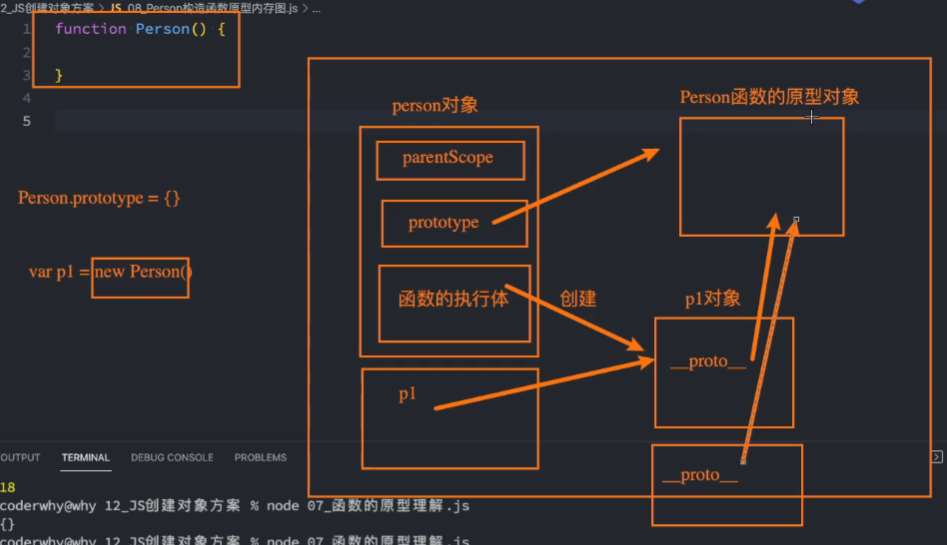 2_JS创建对象方案 > JS 08_Person构造函数原型内存图.js > ...
1 function Person() {
2
3 }
4
5
person对象
Person函数的原型对象
parentScope
prototype
Person.prototype = {}
var p1 = new Person()
函数的执行体
创建
p1对象
__proto__
p1
__proto__
OUTPUT TERMINAL DEBUG CONSOLE PROBLEMS
18
coderwhy@why 12_JS创建对象方案 % node 07_函数的原型理解.js
{}
coderwhy@why 12_JS创建对象方案 % node 07_函数的原型理解.js